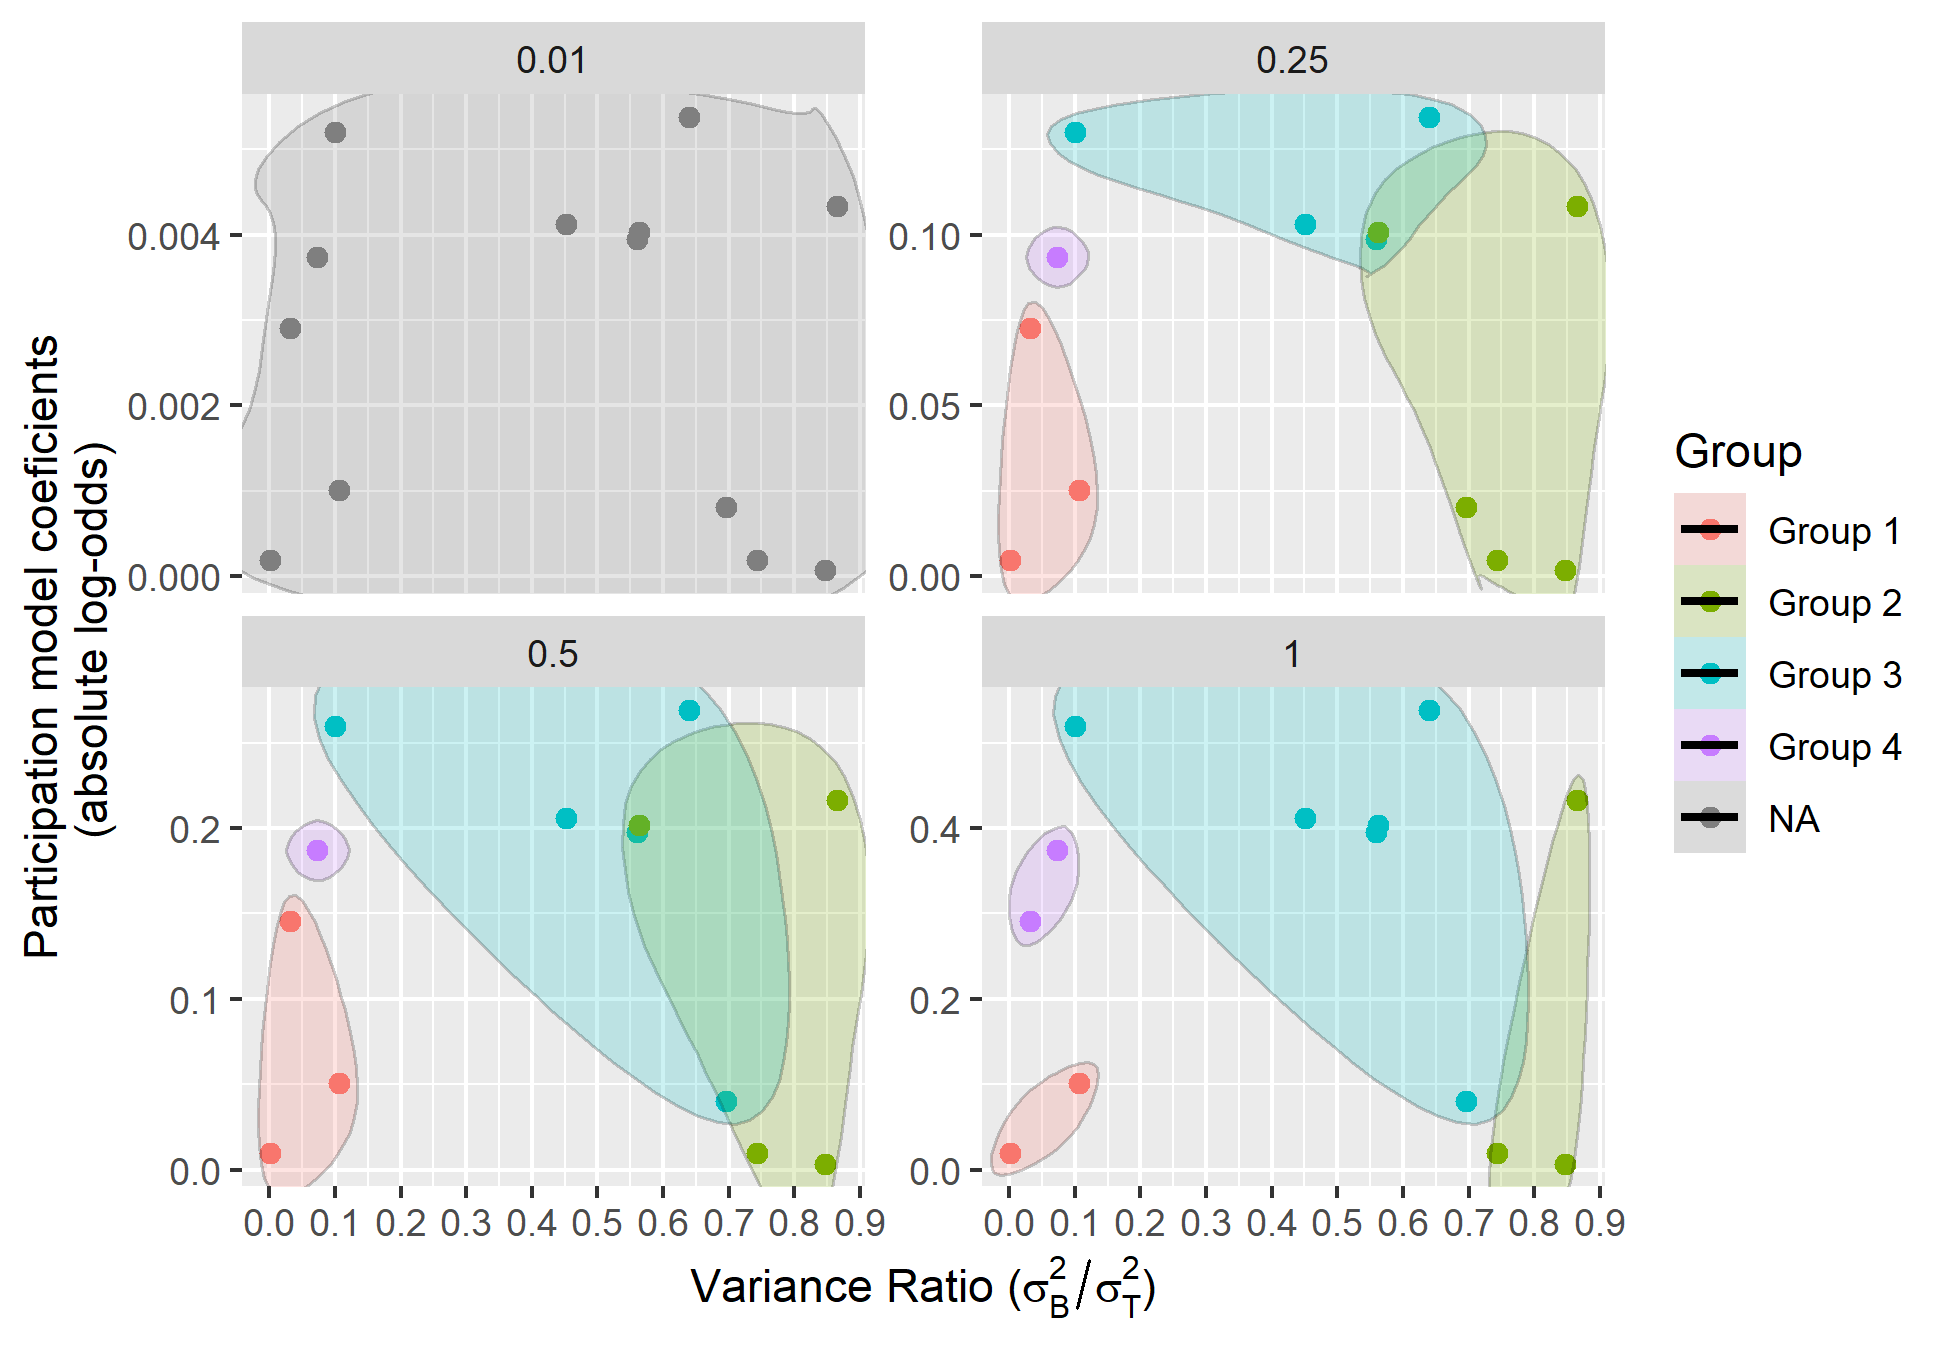 0.01
0.25
0.004
0.002
0.000
0.10
0.05
0.00
0.5
1
0.2
0.1
0.0
0.4
0.2
0.0
0.0 0.1 0.2 0.3 0.4 0.5 0.6 0.7 0.8 0.9
0.0 0.1 0.2 0.3 0.4 0.5 0.6 0.7 0.8 0.9
Participation model coeficients
(absolute log-odds)
Variance Ratio (σ²_B/σ²_T)
Group
Group 1
Group 2
Group 3
Group 4
NA